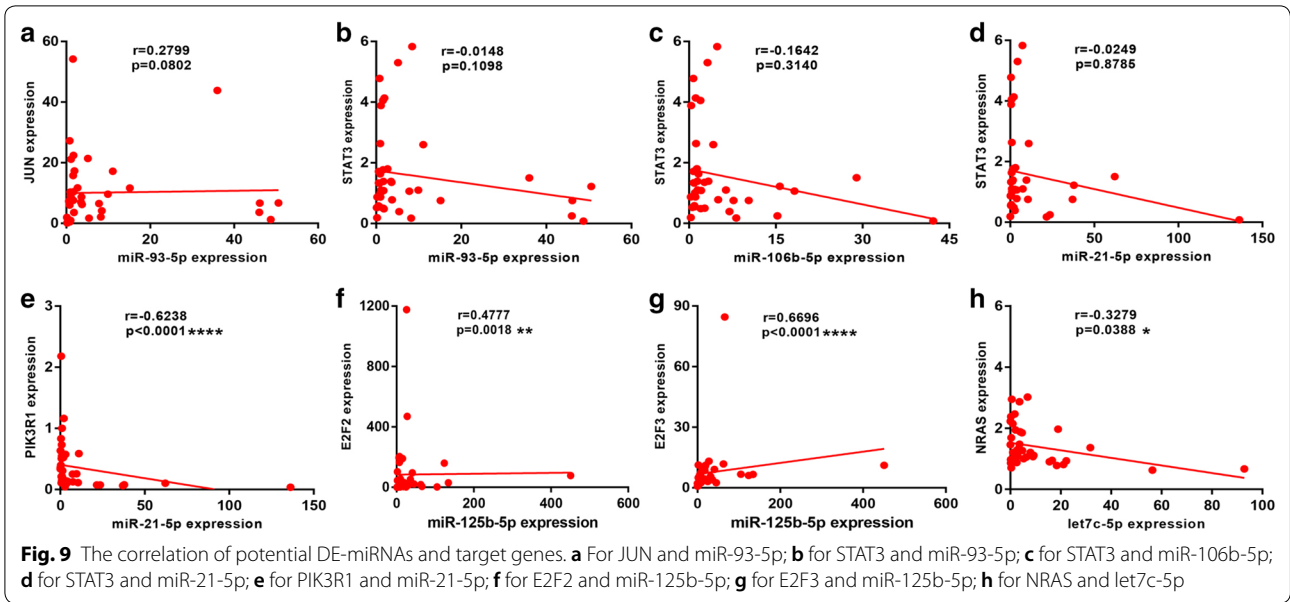 a
r=0.2799
p=0.0802
JUN expression
60
40
20
0
0 20 40 60
miR-93-5p expression
b
r=-0.0148
p=0.1098
STAT3 expression
6
4
2
0
0 20 40 60
miR-93-5p expression
c
r=-0.1642
p=0.3140
STAT3 expression
6
4
2
0
0 15 30 45
miR-106b-5p expression
d
r=-0.0249
p=0.8785
STAT3 expression
6
4
2
0
0 50 100 150
miR-21-5p expression
e
r=-0.6238
p<0.0001 ****
PIK3R1 expression
3
2
1
0
0 50 100 150
miR-21-5p expression
f
r=0.4777
p=0.0018 **
E2F2 expression
1200
800
400
0
0 200 400 600
miR-125b-5p expression
g
r=0.6696
p<0.0001 ****
E2F3 expression
90
60
30
0
0 200 400 600
miR-125b-5p expression
h
r=-0.3279
p=0.0388 *
NRAS expression
6
4
2
0
0 20 40 60 80 100
let7c-5p expression
Fig. 9 The correlation of potential DE-miRNAs and target genes. a For JUN and miR-93-5p; b for STAT3 and miR-93-5p; c for STAT3 and miR-106b-5p;
d for STAT3 and miR-21-5p; e for PIK3R1 and miR-21-5p; f for E2F2 and miR-125b-5p; g for E2F3 and miR-125b-5p; h for NRAS and let7c-5p